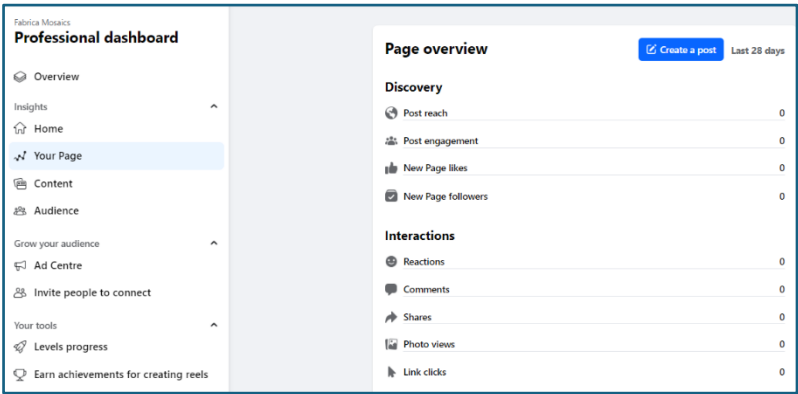 Fabrica Mosaics
Professional dashboard
Overview
Insights
Home
Your Page
Content
Audience
Grow your audience
Ad Centre
Invite people to connect
Your tools
Levels progress
Earn achievements for creating reels
Page overview
Create a post
Last 28 days
Discovery
Post reach 0
Post engagement 0
New Page likes 0
New Page followers 0
Interactions
Reactions 0
Comments 0
Shares 0
Photo views 0
Link clicks 0